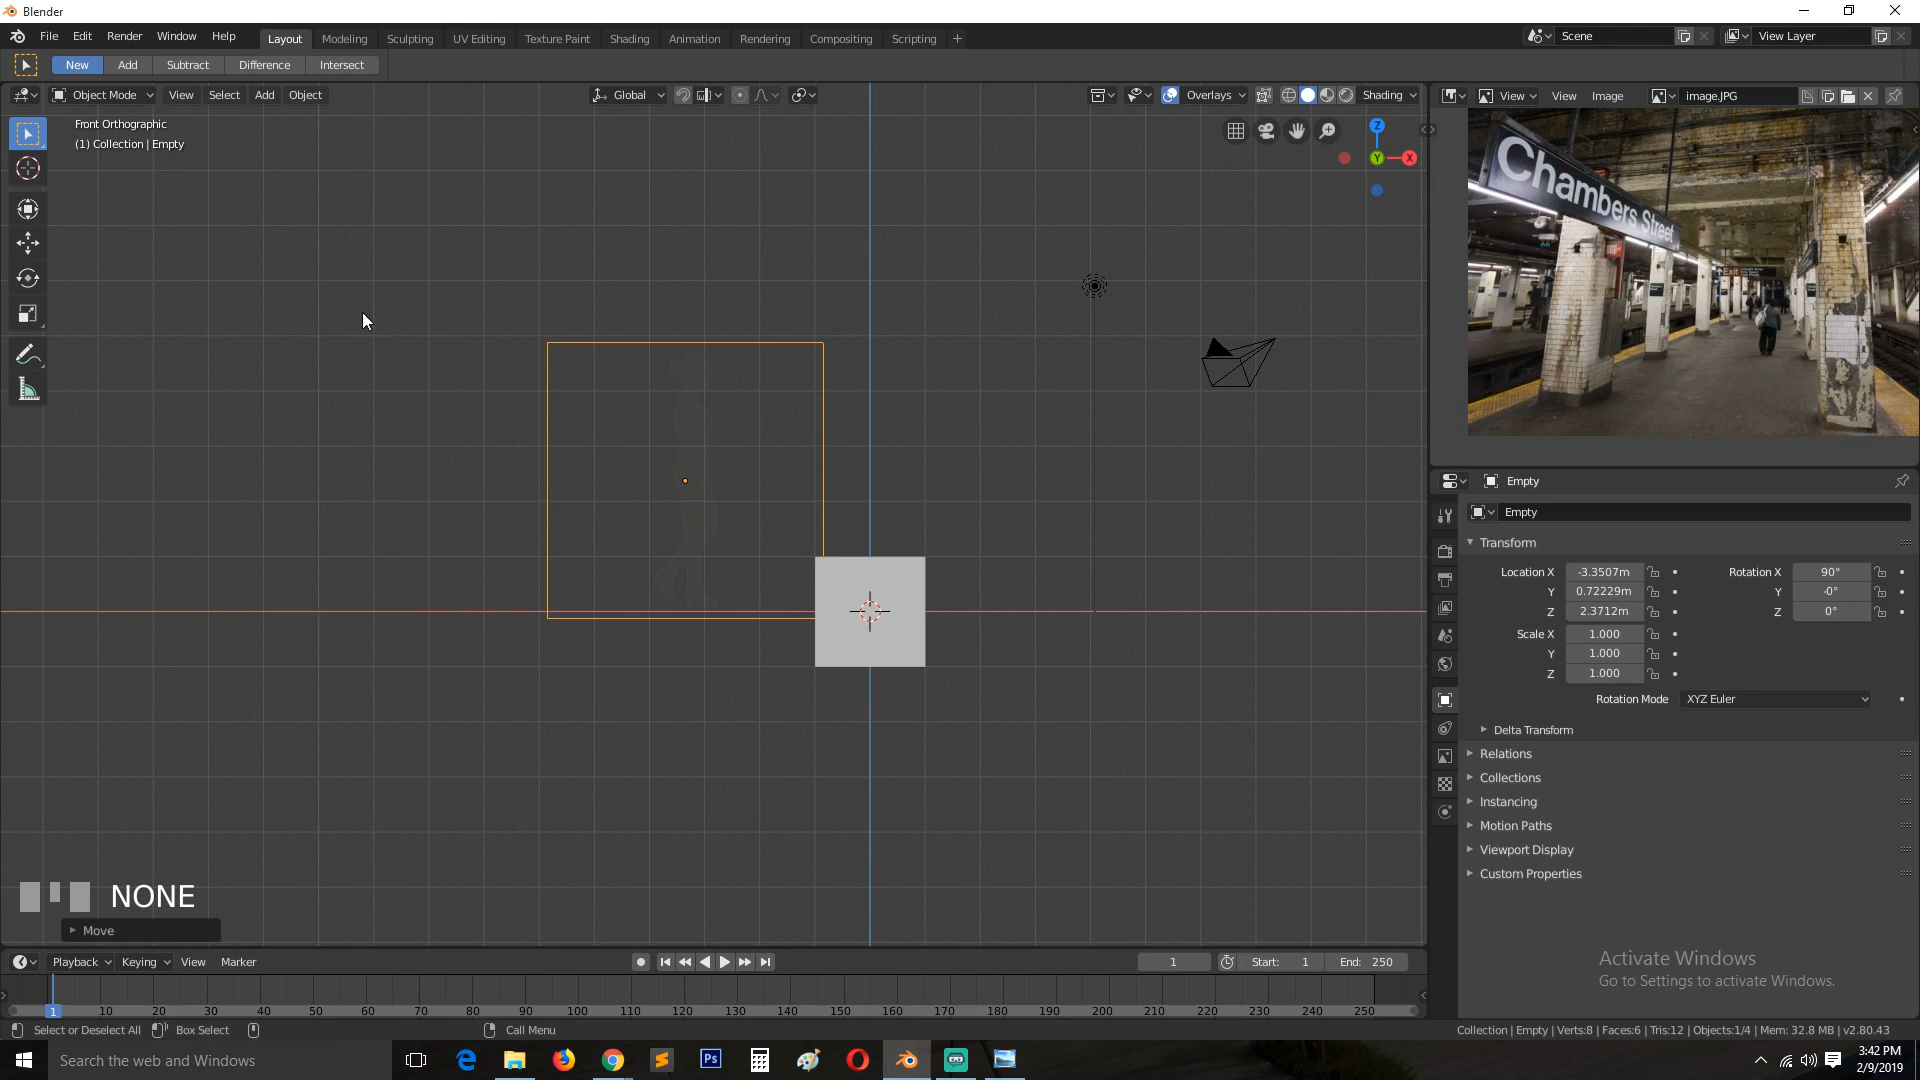 Blender
File Edit Render Window Help Layout Modeling Sculpting UV Editing Texture Paint Shading Animation Rendering Compositing Scripting + Scene View Layer
New Add Subtract Difference Intersect
Object Mode View Select Add Object Global Overlays Shading View View Image image.JPG
Front Orthographic
(1) Collection | Empty
Z
Y X
Chambers Street
Exit
Empty
Empty
Transform
Location X -3.3507m Rotation X 90°
Y 0.72229m Y -0°
Z 2.3712m Z 0°
Scale X 1.000
Y 1.000
Z 1.000
Rotation Mode XYZ Euler
Delta Transform
Relations
Collections
Instancing
Motion Paths
Viewport Display
Custom Properties
NONE
Move
Activate Windows
Go to Settings to activate Windows.
Playback Keying View Marker 1 Start: 1 End: 250
1 10 20 30 40 50 60 70 80 90 100 110 120 130 140 150 160 170 180 190 200 210 220 230 240 250
Select or Deselect All Box Select Call Menu Collection | Empty | Verts:8 | Faces:6 | Tris:12 | Objects:1/4 | Mem: 32.8 MB | v2.80.43
Search the web and Windows Ps 3:42 PM
2/9/2019